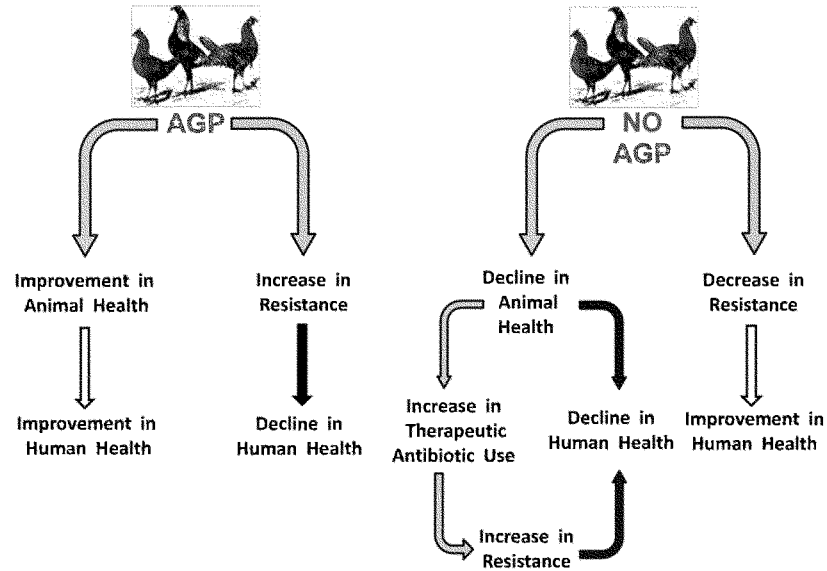 AGP
NO
AGP
Improvement in
Animal Health
Increase in
Resistance
Decline in
Animal
Health
Decrease in
Resistance
Improvement in
Human Health
Decline in
Human Health
Increase in
Therapeutic
Antibiotic Use
Decline in
Human Health
Improvement in
Human Health
Increase in
Resistance